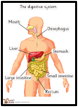 The digestive system
Mouth
Oesophagus
Liver
Stomach
Large intestine
Small intestine
Rectum